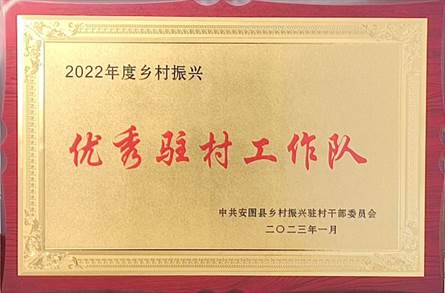 2022年度乡村振兴
优秀驻村工作队
中共安图县乡村振兴驻村干部委员会
二〇二三年一月